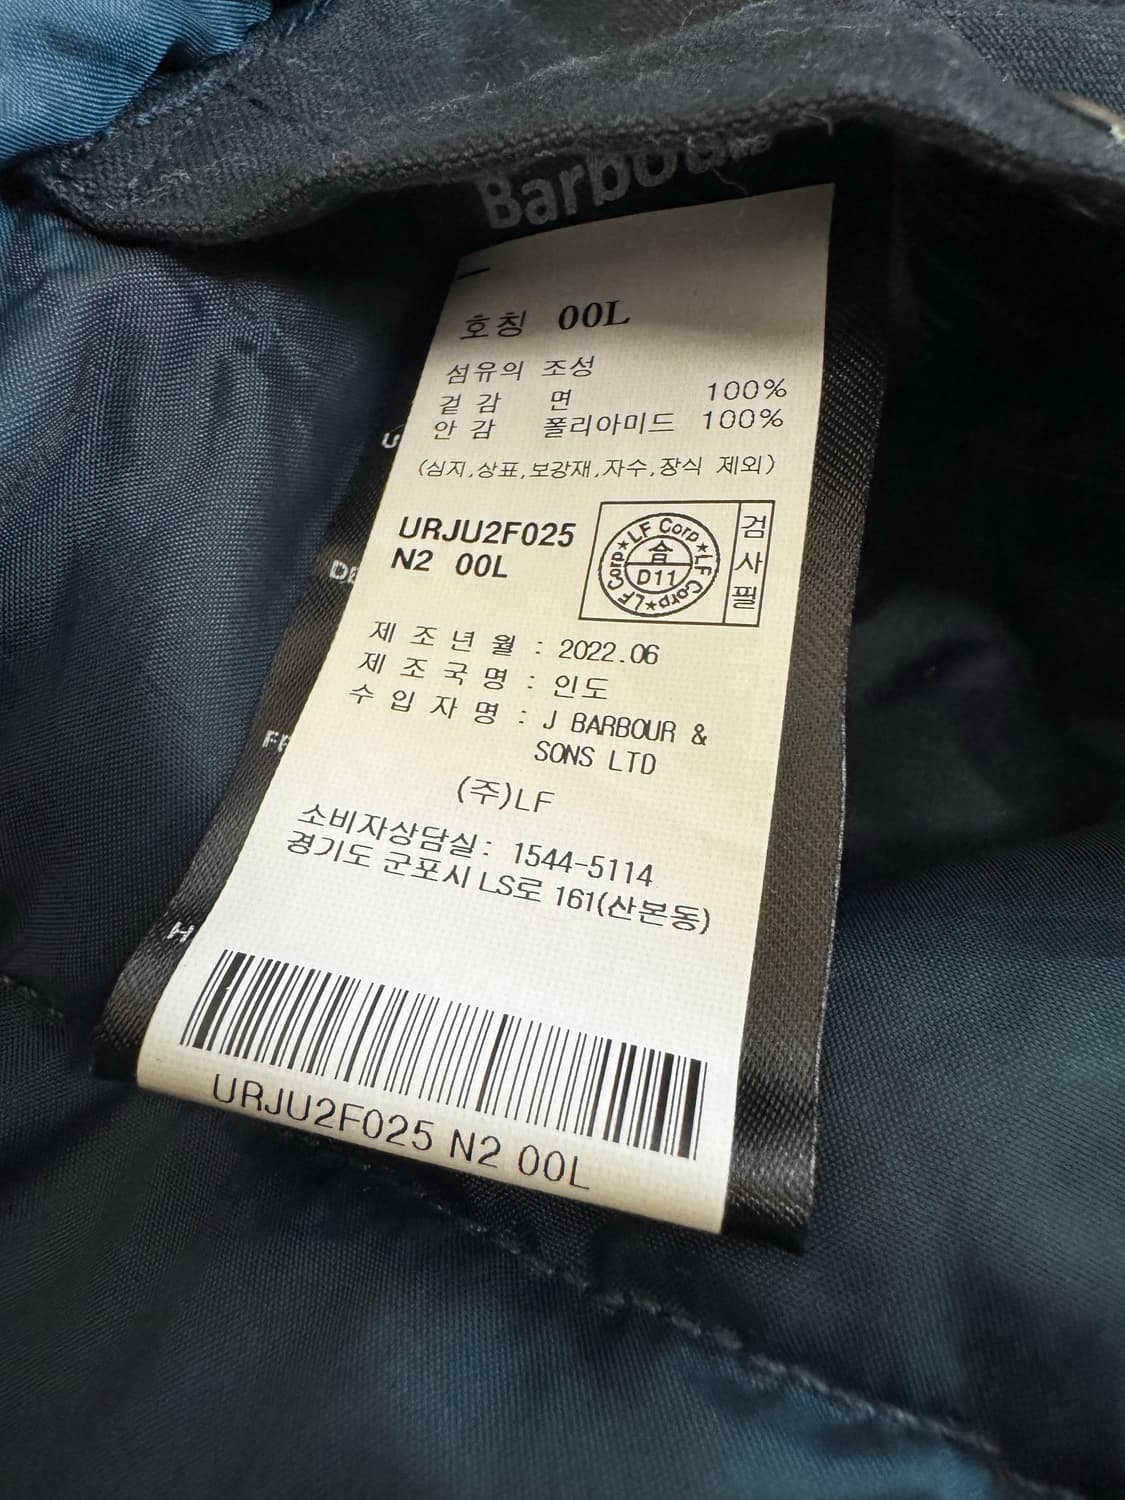 Barbour
호칭 00L
섬유의 조성
겉감 면 100%
안감 폴리아미드 100%
(심지,상표,보강재,자수,장식 제외)
URJU2F025
N2 00L
LF Corp★LF Corp★LF Corp★
合
D11
검사필
제조년월 : 2022.06
제조국명 : 인도
수입자명 : J BARBOUR &
SONS LTD
(주)LF
소비자상담실: 1544-5114
경기도 군포시 LS로 161(산본동)
URJU2F025 N2 00L